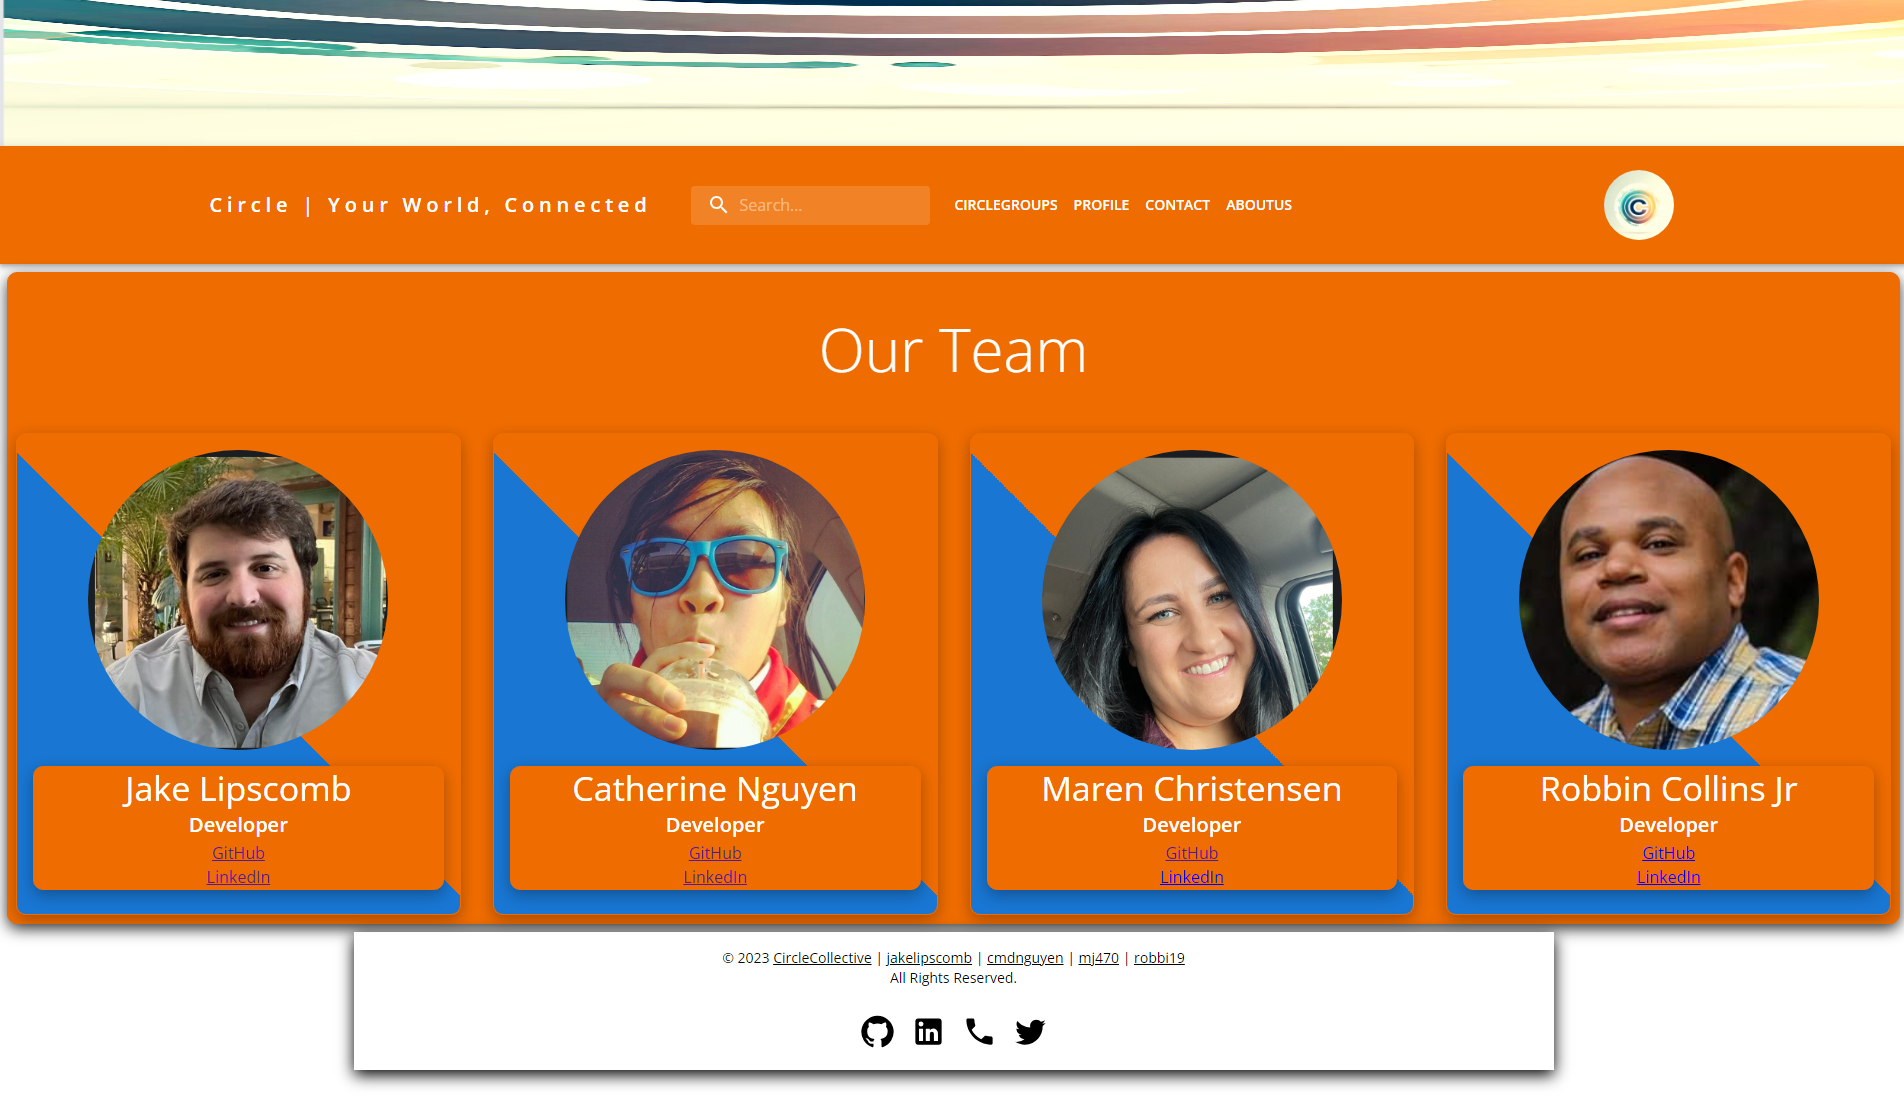 Circle | Your World, Connected
Search...
CIRCLEGROUPS PROFILE CONTACT ABOUTUS
C
Our Team
Jake Lipscomb
Developer
GitHub
LinkedIn
Catherine Nguyen
Developer
GitHub
LinkedIn
Maren Christensen
Developer
GitHub
LinkedIn
Robbin Collins Jr
Developer
GitHub
LinkedIn
© 2023 CircleCollective | jakelipscomb | cmdnguyen | mj470 | robbi19
All Rights Reserved.
in